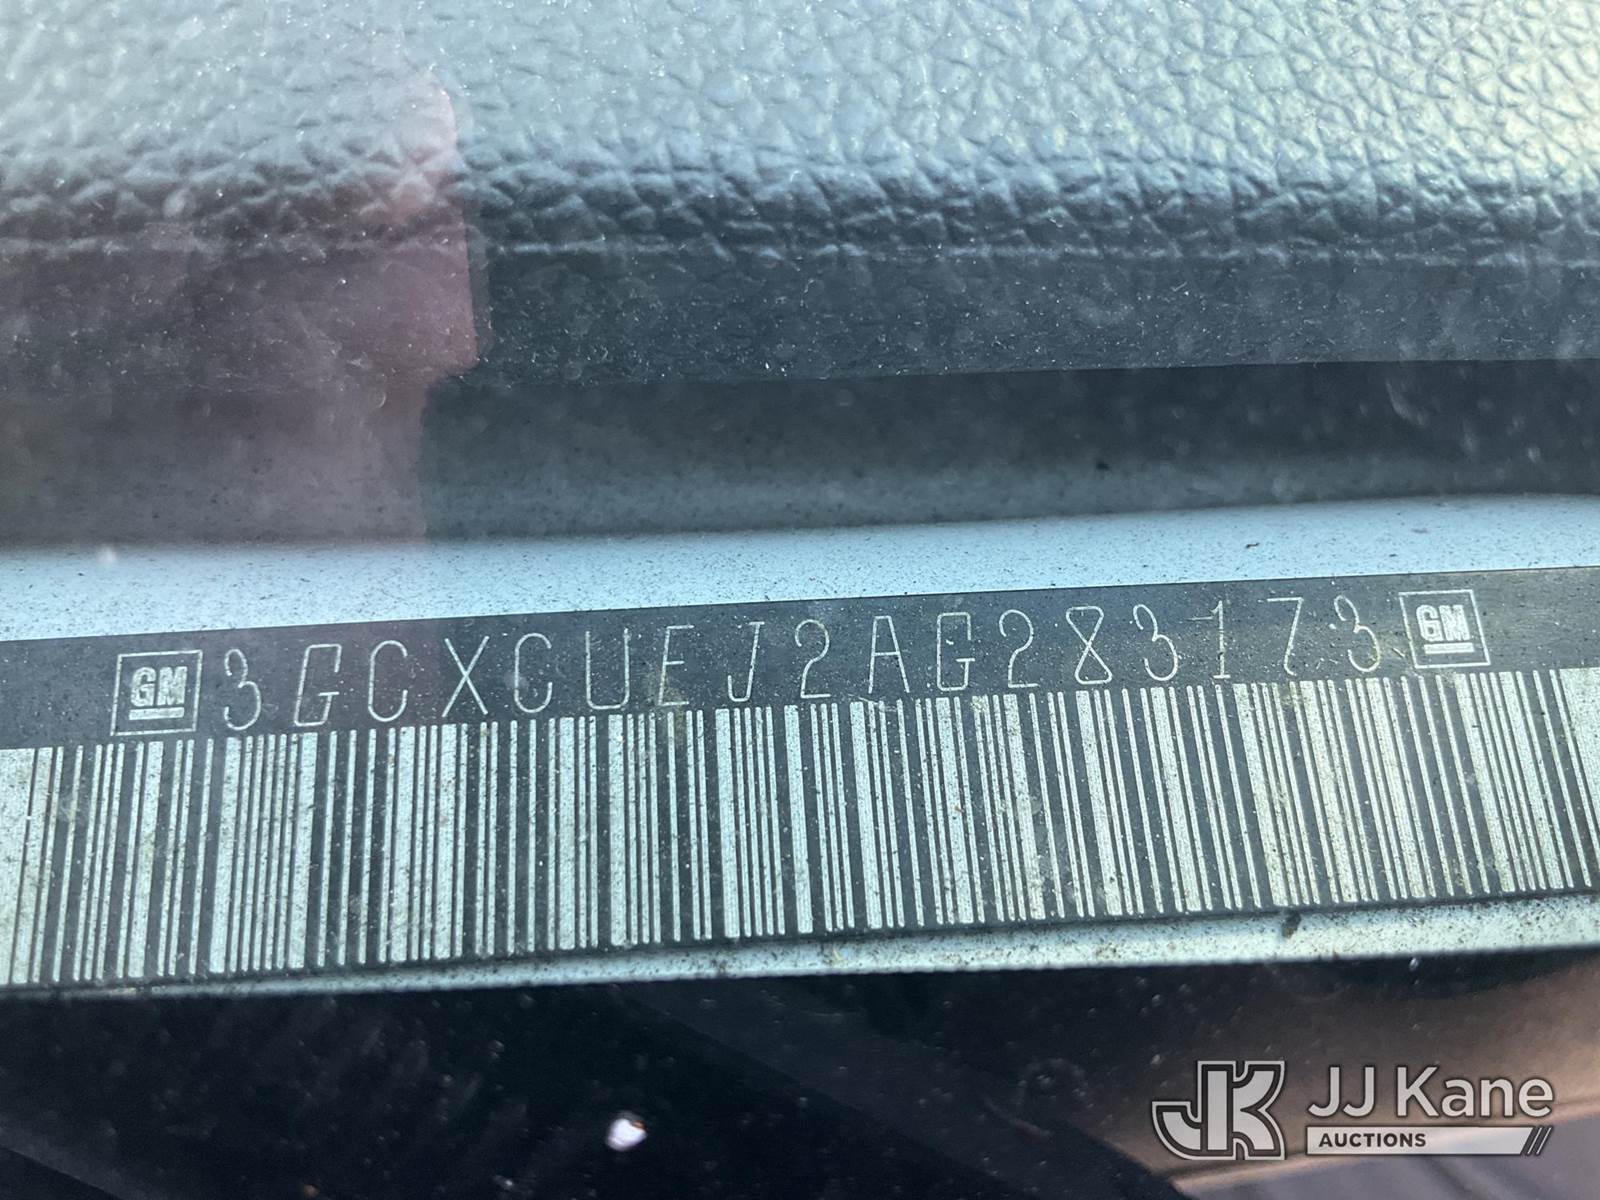 GM 3GCXCUEJ2AG283173 GM
JK JJ Kane
AUCTIONS